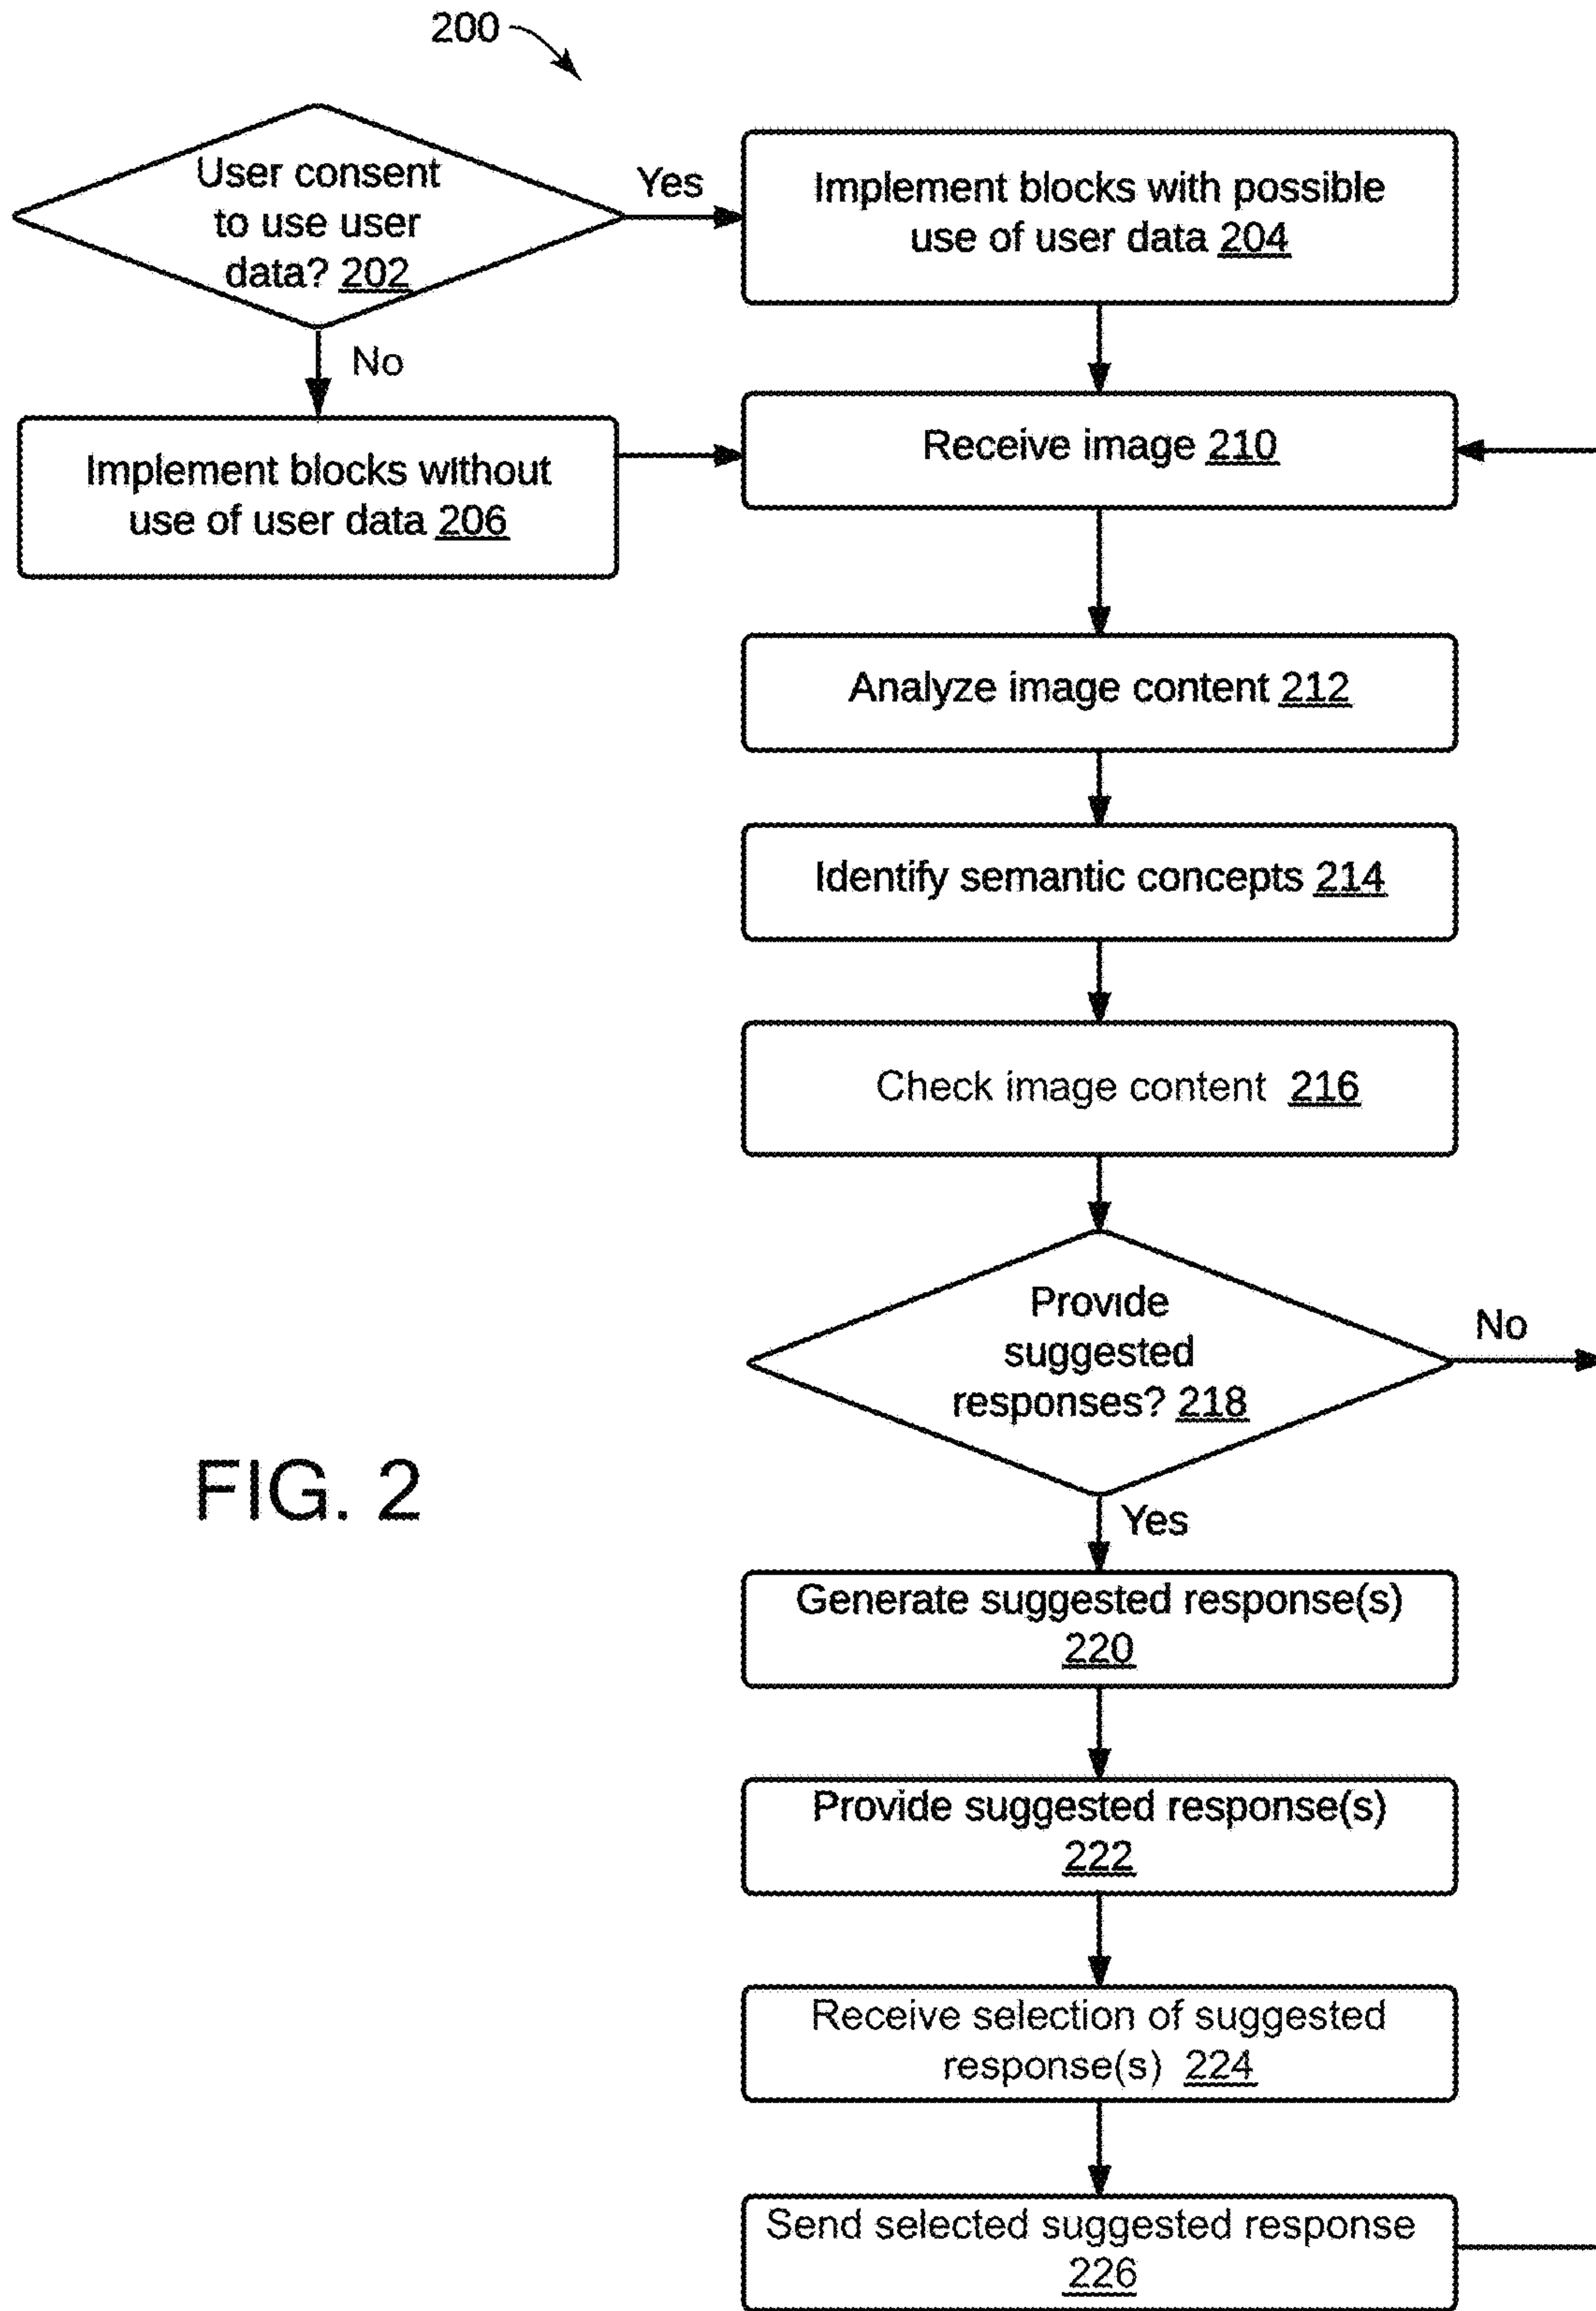 200
User consent
to use user
data? 202
Yes
Implement blocks with possible
use of user data 204
No
Implement blocks without
use of user data 206
Receive image 210
Analyze image content 212
Identify semantic concepts 214
Check image content 216
Provide
suggested
responses? 218
No
Yes
FIG. 2
Generate suggested response(s)
220
Provide suggested response(s)
222
Receive selection of suggested
response(s) 224
Send selected suggested response
226